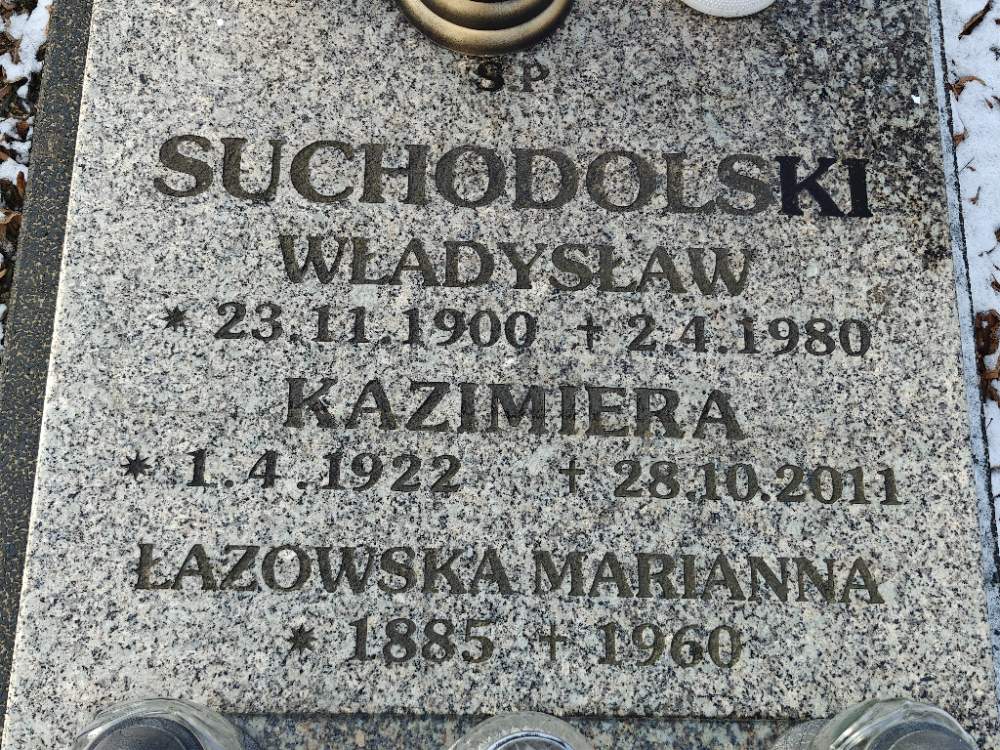 Ś.P.
SUCHODOLSKI
WŁADYSŁAW
* 23.11.1900 † 2.4.1980
KAZIMIERA
* 1.4.1922 † 28.10.2011
ŁAZOWSKA MARIANNA
* 1885 † 1960